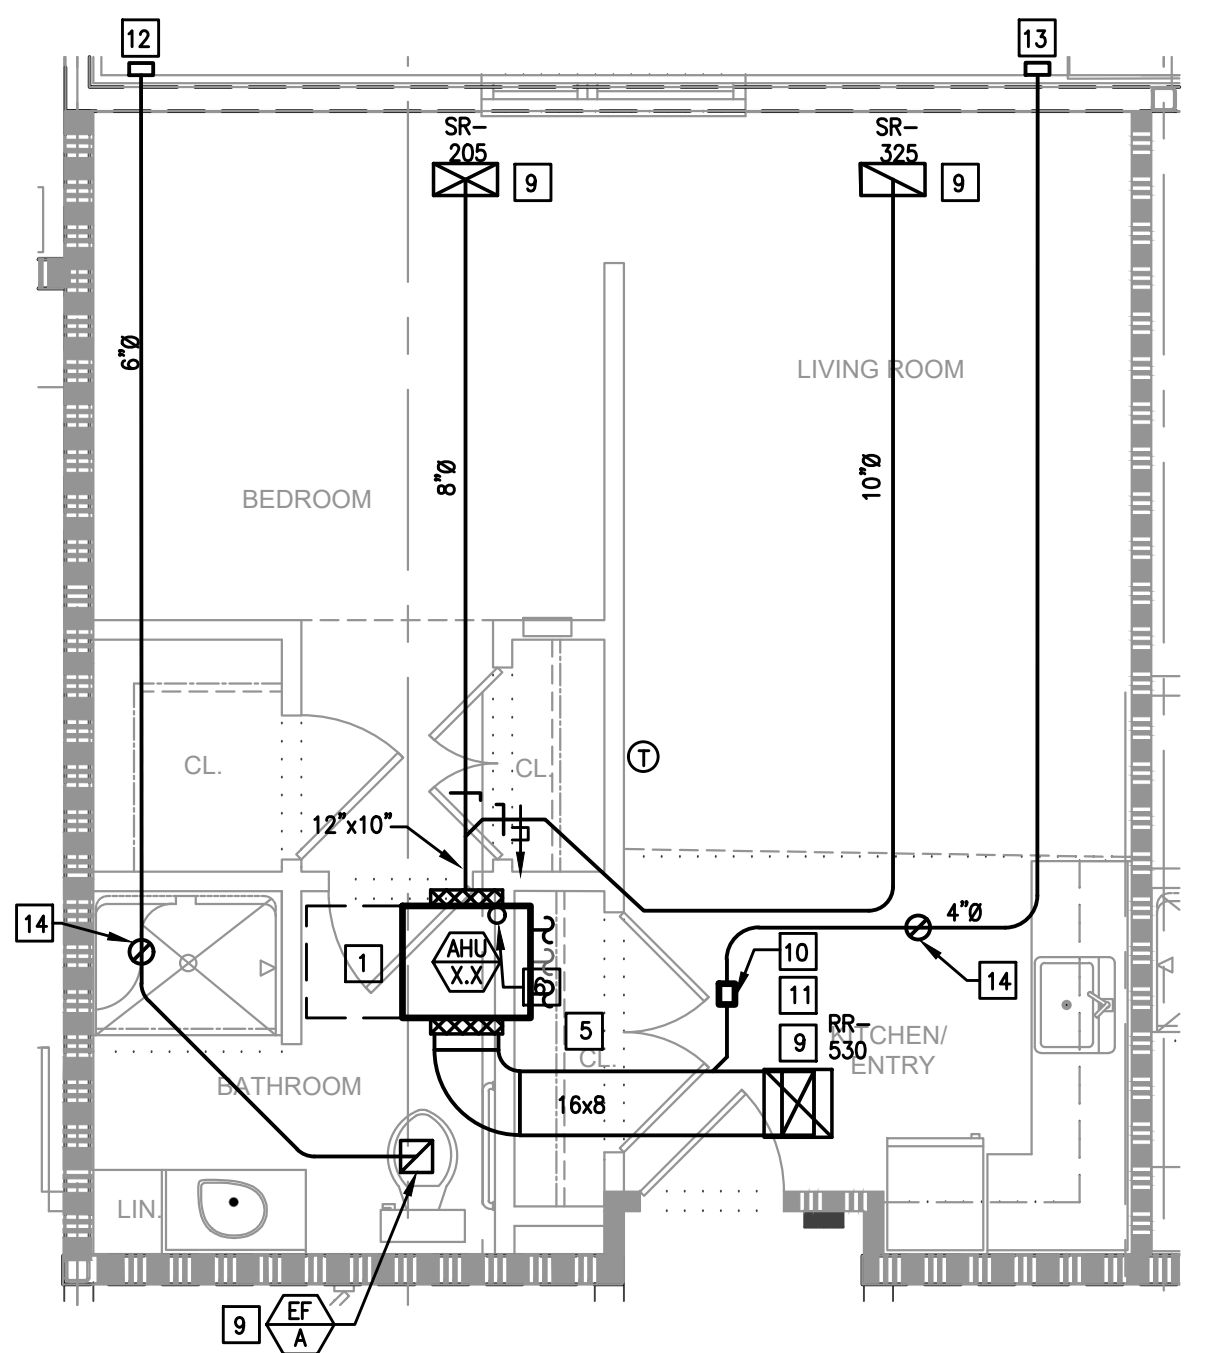 12
13
SR-
205
9
SR-
325
9
6"Ø
LIVING ROOM
8"Ø
10"Ø
BEDROOM
CL.
CL.
T
12"x10"
14
4"Ø
1
AHU
X.X
6
10
14
11
5
9
RR-
530
KITCHEN/
ENTRY
CL.
BATHROOM
16x8
LIN.
9
EF
A